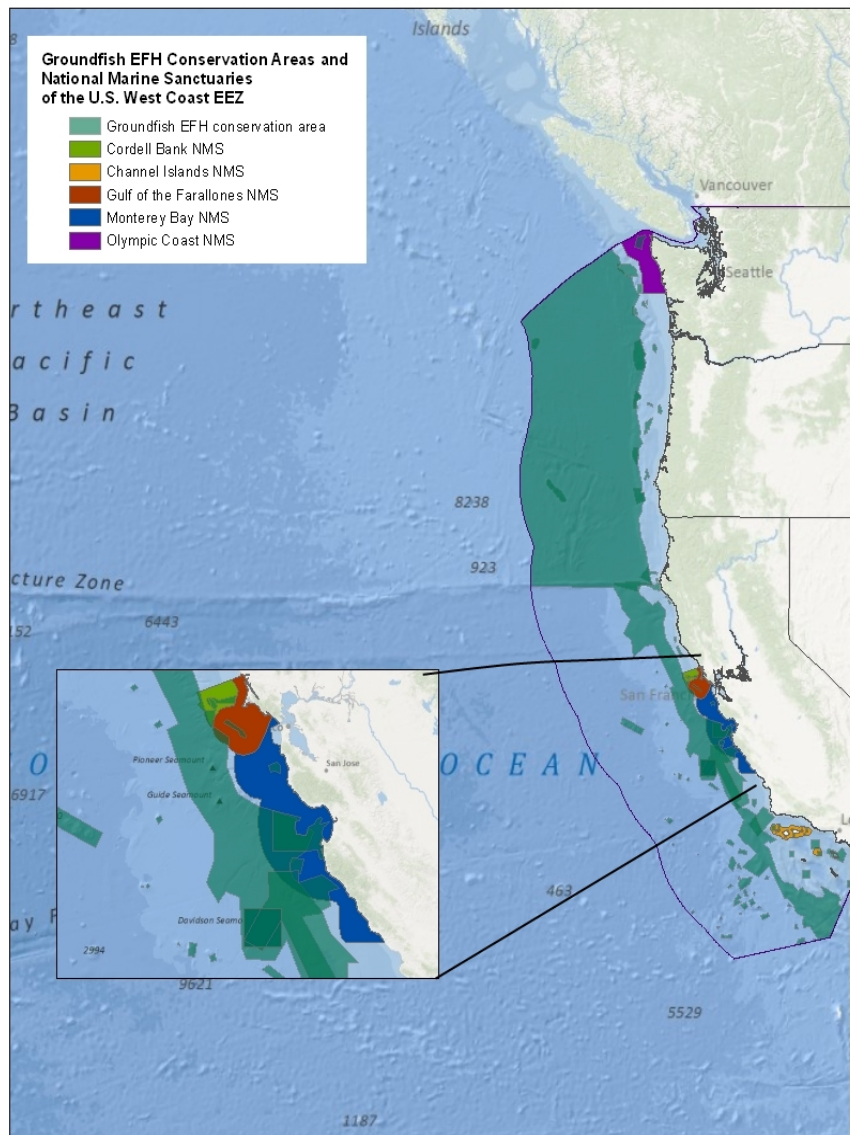 Islands
Groundfish EFH Conservation Areas and
National Marine Sanctuaries
of the U.S. West Coast EEZ
Groundfish EFH conservation area
Cordell Bank NMS
Channel Islands NMS
Gulf of the Farallones NMS
Monterey Bay NMS
Olympic Coast NMS
Vancouver
Seattle
rtheast
acific
Basin
8238
923
cture Zone
6443
152
San Franc
San Jose
Pioneer Seamount
OCEAN
Guide Seamount
6917
463
Davidson Seamo
ay F
2994
9621
5529
1187